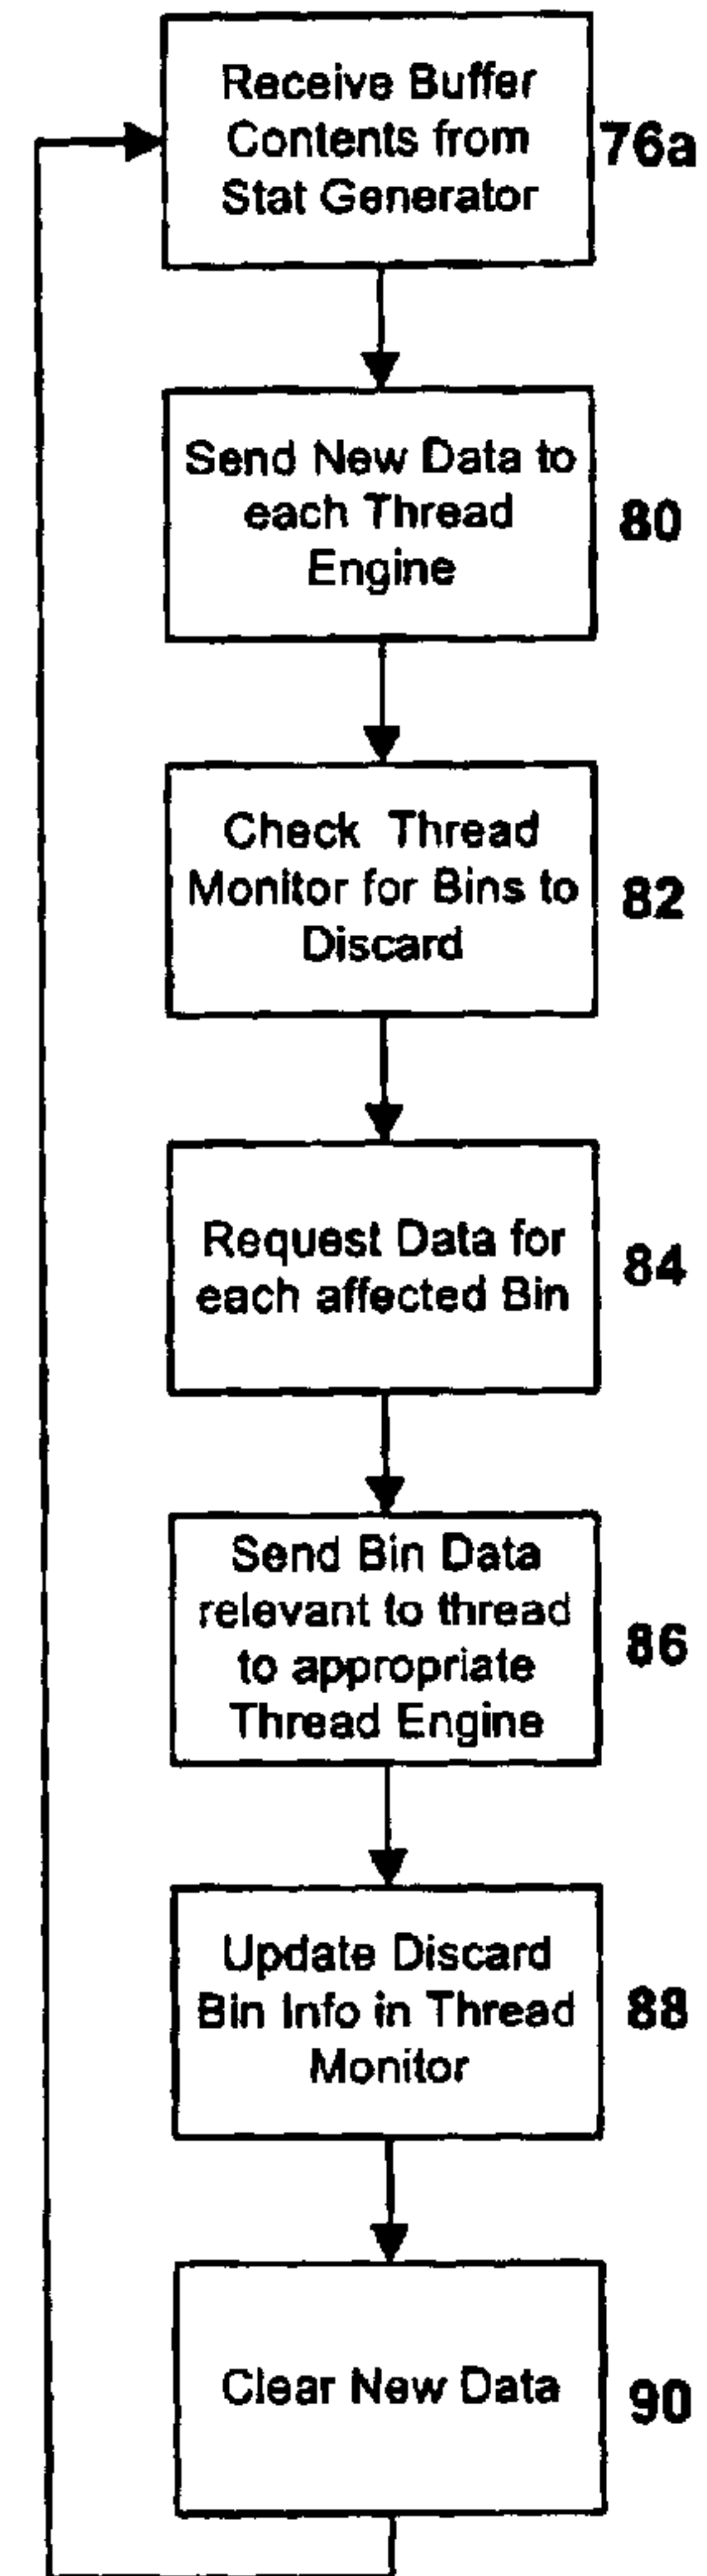 Receive Buffer
Contents from
Stat Generator
76a
Send New Data to
each Thread
Engine
80
Check Thread
Monitor for Bins to
Discard
82
Request Data for
each affected Bin
84
Send Bin Data
relevant to thread
to appropriate
Thread Engine
86
Update Discard
Bin Info in Thread
Monitor
88
Clear New Data
90